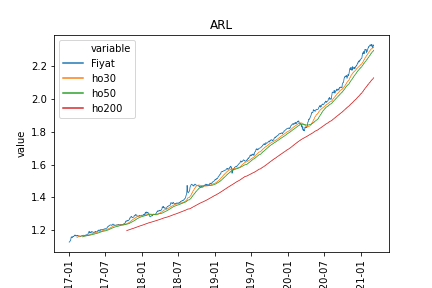 ARL
variable
Fiyat
ho30
ho50
ho200
value
2.2
2.0
1.8
1.6
1.4
1.2
17-01
17-07
18-01
18-07
19-01
19-07
20-01
20-07
21-01